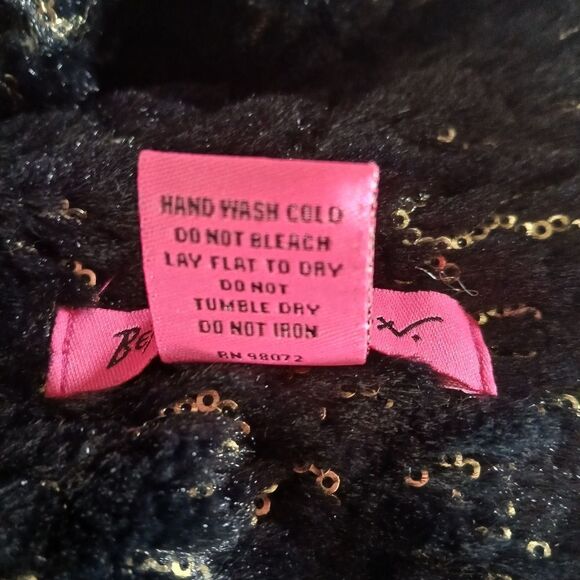 HAND WASH COLD
DO NOT BLEACH
LAY FLAT TO DRY
DO NOT
TUMBLE DRY
DO NOT IRON
RN 98072